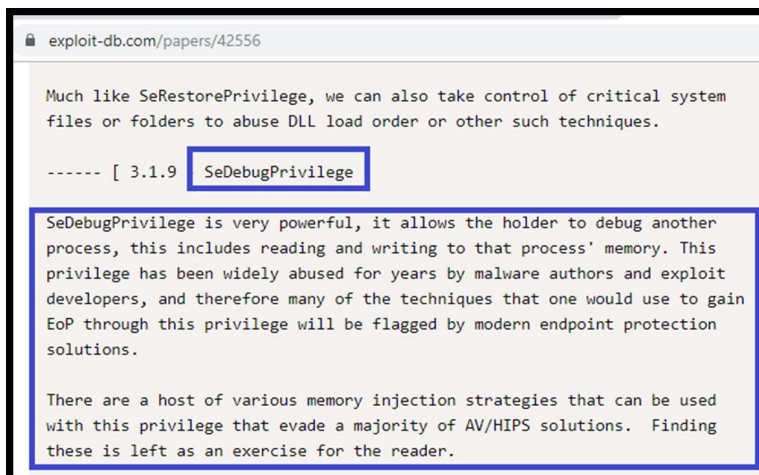 exploit-db.com/papers/42556
Much like SeRestorePrivilege, we can also take control of critical system
files or folders to abuse DLL load order or other such techniques.
------ [ 3.1.9 SeDebugPrivilege
SeDebugPrivilege is very powerful, it allows the holder to debug another
process, this includes reading and writing to that process' memory. This
privilege has been widely abused for years by malware authors and exploit
developers, and therefore many of the techniques that one would use to gain
EoP through this privilege will be flagged by modern endpoint protection
solutions.
There are a host of various memory injection strategies that can be used
with this privilege that evade a majority of AV/HIPS solutions.  Finding
these is left as an exercise for the reader.